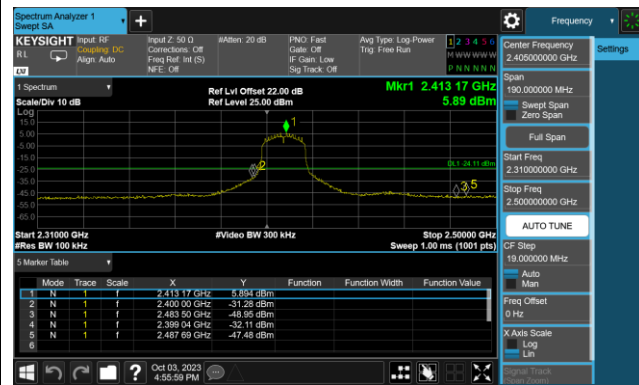 Spectrum Analyzer 1
Swept SA
Frequency
KEYSIGHT
Input: RF
Input Z: 50 Ω
#Atten: 20 dB
PNO: Fast
Avg Type: Log-Power
1 2 3 4 5 6
RL
Coupling: DC
Corrections: Off
Gate: Off
Trig: Free Run
M W W W W W
Align: Auto
Freq Ref: Int (S)
IF Gain: Low
P N N N N N
LXI
NFE: Off
Sig Track: Off
Center Frequency
2.405000000 GHz
Settings
Span
190.000000 MHz
Swept Span
Zero Span
Full Span
Start Freq
2.310000000 GHz
Stop Freq
2.500000000 GHz
AUTO TUNE
CF Step
19.000000 MHz
Auto
Man
Freq Offset
0 Hz
X Axis Scale
Log
Lin
Signal Track
(Span Zoom)
1 Spectrum
Ref Lvl Offset 22.00 dB
Mkr1 2.413 17 GHz
Scale/Div 10 dB
Ref Level 25.00 dBm
5.89 dBm
Log
15.0
5.00
-5.00
-15.0
-25.0
-35.0
-45.0
-55.0
-65.0
1
2
3
5
DL1 -24.11 dBm
Start 2.31000 GHz
#Video BW 300 kHz
Stop 2.50000 GHz
#Res BW 100 kHz
Sweep 1.00 ms (1001 pts)
5 Marker Table
Mode Trace Scale X Y Function Function Width Function Value
1 N 1 f 2.413 17 GHz 5.894 dBm
2 N 1 f 2.400 00 GHz -31.28 dBm
3 N 1 f 2.483 50 GHz -48.95 dBm
4 N 1 f 2.399 04 GHz -32.11 dBm
5 N 1 f 2.487 69 GHz -47.48 dBm
6
?
Oct 03, 2023
4:55:59 PM